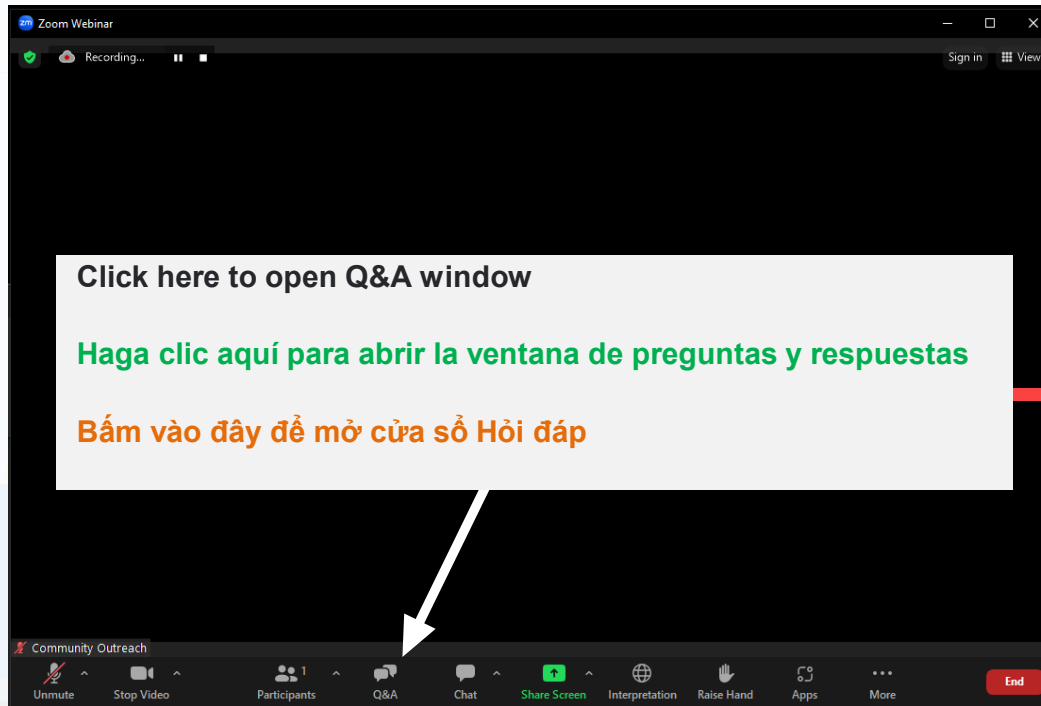 zm Zoom Webinar
Recording...
Sign in View
Click here to open Q&A window
Haga clic aquí para abrir la ventana de preguntas y respuestas
Bấm vào đây để mở cửa sổ Hỏi đáp
Community Outreach
1
Unmute Stop Video Participants Q&A Chat Share Screen Interpretation Raise Hand Apps More End